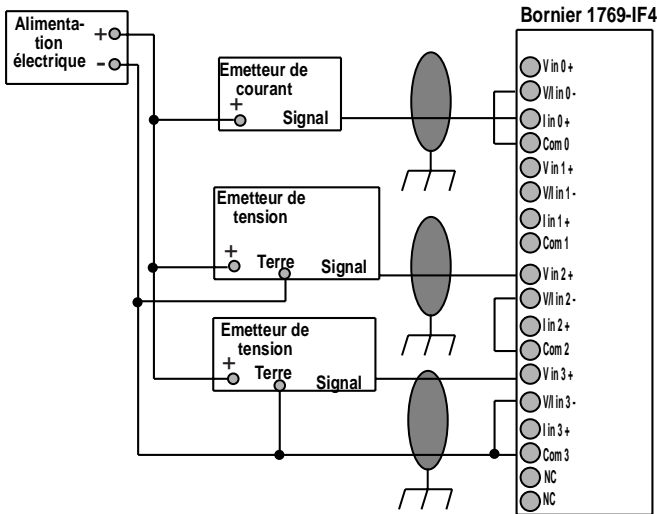 Bornier 1769-IF4
Alimenta-
tion
électrique
+
-
Emetteur de
courant
+
Signal
Emetteur de
tension
+
Terre
Signal
Emetteur de
tension
+
Terre
Signal
V in 0 +
V/I in 0 -
I in 0 +
Com 0
V in 1 +
V/I in 1 -
I in 1 +
Com 1
V in 2 +
V/I in 2 -
I in 2 +
Com 2
V in 3 +
V/I in 3 -
I in 3 +
Com 3
NC
NC